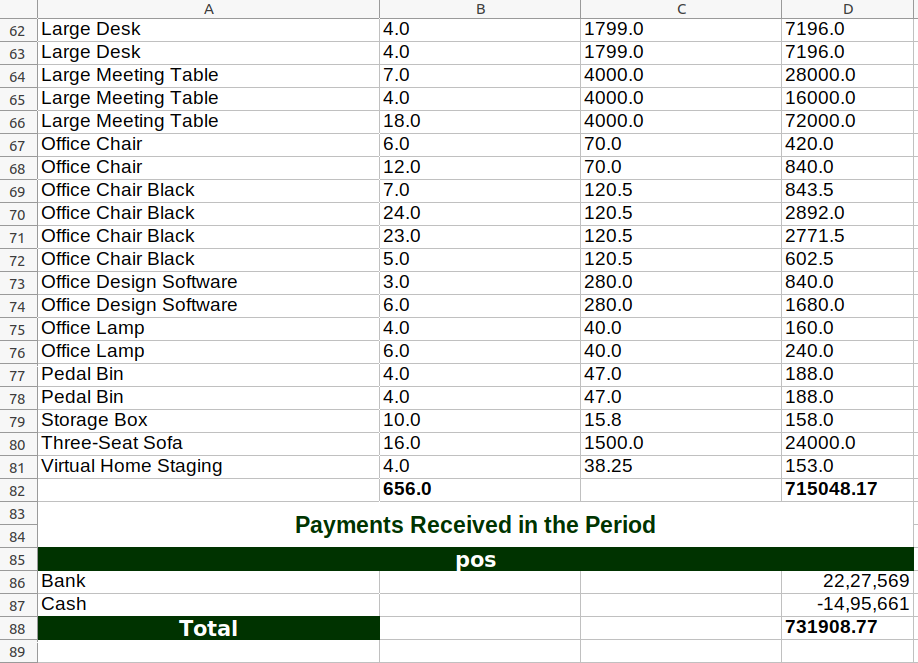 A B C D
62 Large Desk 4.0 1799.0 7196.0
63 Large Desk 4.0 1799.0 7196.0
64 Large Meeting Table 7.0 4000.0 28000.0
65 Large Meeting Table 4.0 4000.0 16000.0
66 Large Meeting Table 18.0 4000.0 72000.0
67 Office Chair 6.0 70.0 420.0
68 Office Chair 12.0 70.0 840.0
69 Office Chair Black 7.0 120.5 843.5
70 Office Chair Black 24.0 120.5 2892.0
71 Office Chair Black 23.0 120.5 2771.5
72 Office Chair Black 5.0 120.5 602.5
73 Office Design Software 3.0 280.0 840.0
74 Office Design Software 6.0 280.0 1680.0
75 Office Lamp 4.0 40.0 160.0
76 Office Lamp 6.0 40.0 240.0
77 Pedal Bin 4.0 47.0 188.0
78 Pedal Bin 4.0 47.0 188.0
79 Storage Box 10.0 15.8 158.0
80 Three-Seat Sofa 16.0 1500.0 24000.0
81 Virtual Home Staging 4.0 38.25 153.0
82 656.0 715048.17
83
Payments Received in the Period
84
85 pos
86 Bank 22,27,569
87 Cash -14,95,661
88 Total 731908.77
89